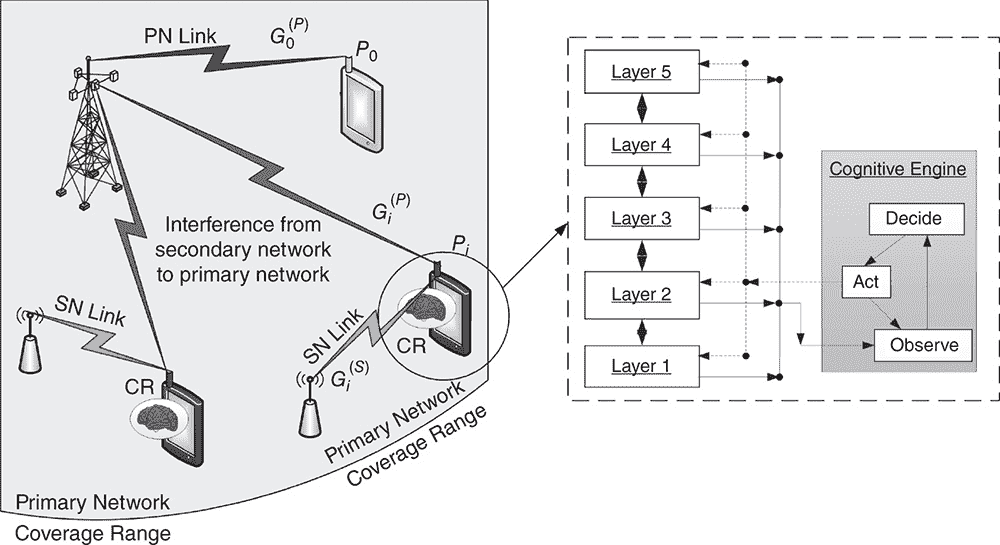 PN Link
G0(P)
P0
Gi(P)
Interference from
secondary network
to primary network
Pi
SN Link
CR
SN Link
CR
Gi(S)
Primary Network
Coverage Range
Primary Network
Coverage Range
Layer 5
Layer 4
Layer 3
Layer 2
Layer 1
Cognitive Engine
Decide
Act
Observe